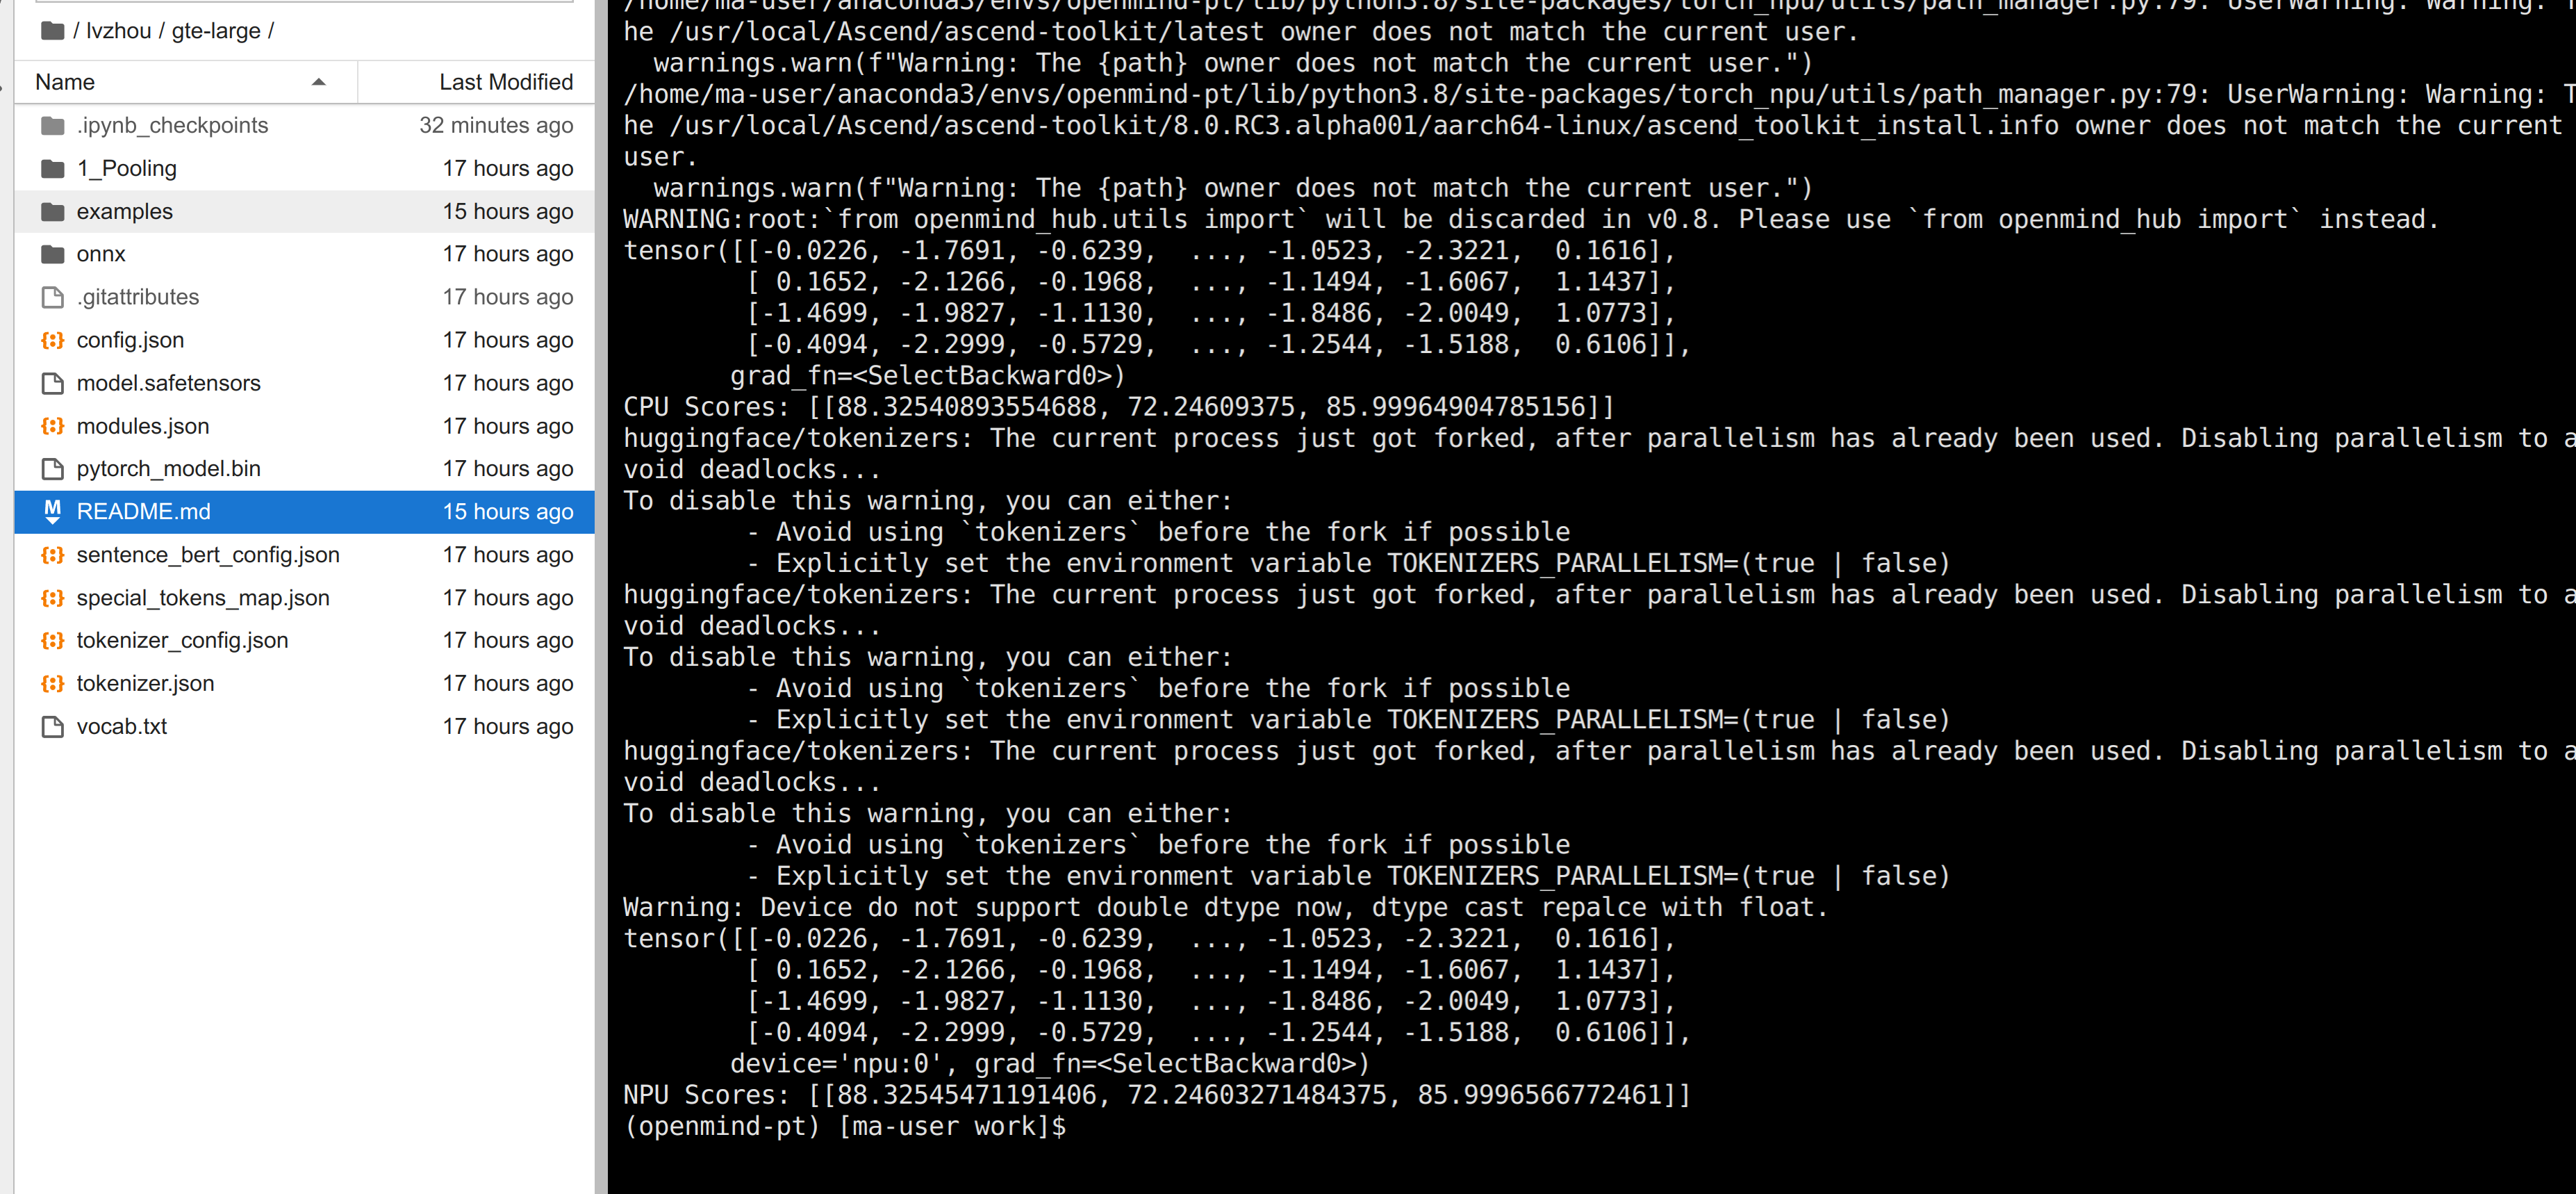 / lvzhou / gte-large /
Name Last Modified
.ipynb_checkpoints 32 minutes ago
1_Pooling 17 hours ago
examples 15 hours ago
onnx 17 hours ago
.gitattributes 17 hours ago
config.json 17 hours ago
model.safetensors 17 hours ago
modules.json 17 hours ago
pytorch_model.bin 17 hours ago
README.md 15 hours ago
sentence_bert_config.json 17 hours ago
special_tokens_map.json 17 hours ago
tokenizer_config.json 17 hours ago
tokenizer.json 17 hours ago
vocab.txt 17 hours ago
/home/ma-user/anaconda3/envs/openmind-pt/lib/python3.8/site-packages/torch_npu/utils/path_manager.py:79: UserWarning: Warning: T
he /usr/local/Ascend/ascend-toolkit/latest owner does not match the current user.
  warnings.warn(f"Warning: The {path} owner does not match the current user.")
/home/ma-user/anaconda3/envs/openmind-pt/lib/python3.8/site-packages/torch_npu/utils/path_manager.py:79: UserWarning: Warning: T
he /usr/local/Ascend/ascend-toolkit/8.0.RC3.alpha001/aarch64-linux/ascend_toolkit_install.info owner does not match the current
user.
  warnings.warn(f"Warning: The {path} owner does not match the current user.")
WARNING:root:`from openmind_hub.utils import` will be discarded in v0.8. Please use `from openmind_hub import` instead.
tensor([[-0.0226, -1.7691, -0.6239,  ..., -1.0523, -2.3221,  0.1616],
        [ 0.1652, -2.1266, -0.1968,  ..., -1.1494, -1.6067,  1.1437],
        [-1.4699, -1.9827, -1.1130,  ..., -1.8486, -2.0049,  1.0773],
        [-0.4094, -2.2999, -0.5729,  ..., -1.2544, -1.5188,  0.6106]],
       grad_fn=<SelectBackward0>)
CPU Scores: [[88.32540893554688, 72.24609375, 85.99964904785156]]
huggingface/tokenizers: The current process just got forked, after parallelism has already been used. Disabling parallelism to a
void deadlocks...
To disable this warning, you can either:
        - Avoid using `tokenizers` before the fork if possible
        - Explicitly set the environment variable TOKENIZERS_PARALLELISM=(true | false)
huggingface/tokenizers: The current process just got forked, after parallelism has already been used. Disabling parallelism to a
void deadlocks...
To disable this warning, you can either:
        - Avoid using `tokenizers` before the fork if possible
        - Explicitly set the environment variable TOKENIZERS_PARALLELISM=(true | false)
huggingface/tokenizers: The current process just got forked, after parallelism has already been used. Disabling parallelism to a
void deadlocks...
To disable this warning, you can either:
        - Avoid using `tokenizers` before the fork if possible
        - Explicitly set the environment variable TOKENIZERS_PARALLELISM=(true | false)
Warning: Device do not support double dtype now, dtype cast repalce with float.
tensor([[-0.0226, -1.7691, -0.6239,  ..., -1.0523, -2.3221,  0.1616],
        [ 0.1652, -2.1266, -0.1968,  ..., -1.1494, -1.6067,  1.1437],
        [-1.4699, -1.9827, -1.1130,  ..., -1.8486, -2.0049,  1.0773],
        [-0.4094, -2.2999, -0.5729,  ..., -1.2544, -1.5188,  0.6106]],
       device='npu:0', grad_fn=<SelectBackward0>)
NPU Scores: [[88.32545471191406, 72.24603271484375, 85.9996566772461]]
(openmind-pt) [ma-user work]$